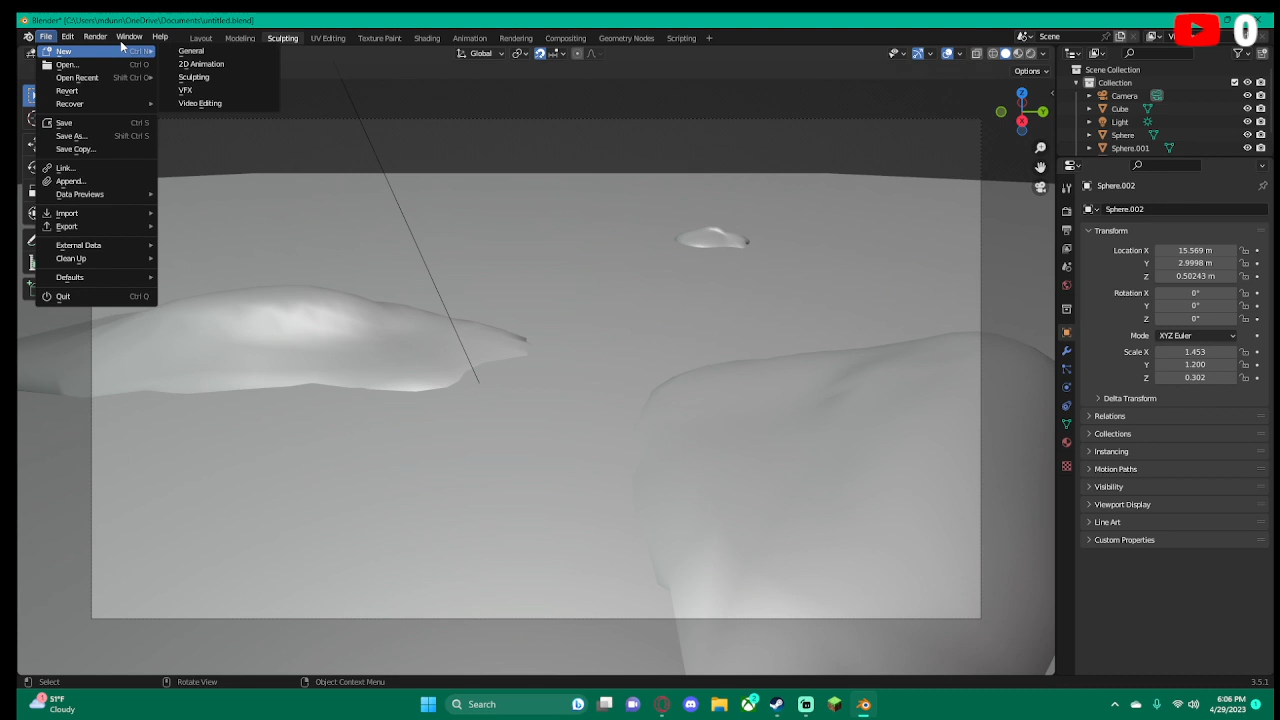 Blender* [C:\Users\mdunn\OneDrive\Documents\untitled.blend]
File Edit Render Window Help
Layout Modeling Sculpting UV Editing Texture Paint Shading Animation Rendering Compositing Geometry Nodes Scripting +
Scene
0
New Ctrl N
Open... Ctrl O
Open Recent Shift Ctrl O
Revert
Recover
Save Ctrl S
Save As... Shift Ctrl S
Save Copy...
Link...
Append...
Data Previews
Import
Export
External Data
Clean Up
Defaults
Quit Ctrl Q
General
2D Animation
Sculpting
VFX
Video Editing
Global
Options
Z
Y
X
Scene Collection
Collection
Camera
Cube
Light
Sphere
Sphere.001
Sphere.002
Sphere.002
Transform
Location X 15.569 m
Y 2.9998 m
Z 0.50243 m
Rotation X 0°
Y 0°
Z 0°
Mode XYZ Euler
Scale X 1.453
Y 1.200
Z 0.302
Delta Transform
Relations
Collections
Instancing
Motion Paths
Visibility
Viewport Display
Line Art
Custom Properties
Select
Rotate View
Object Context Menu
3.5.1
51°F
Cloudy
Search
6:06 PM
4/29/2023